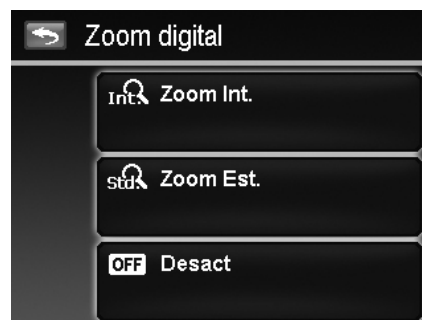 Zoom digital
Int. Zoom Int.
Std. Zoom Est.
OFF Desact